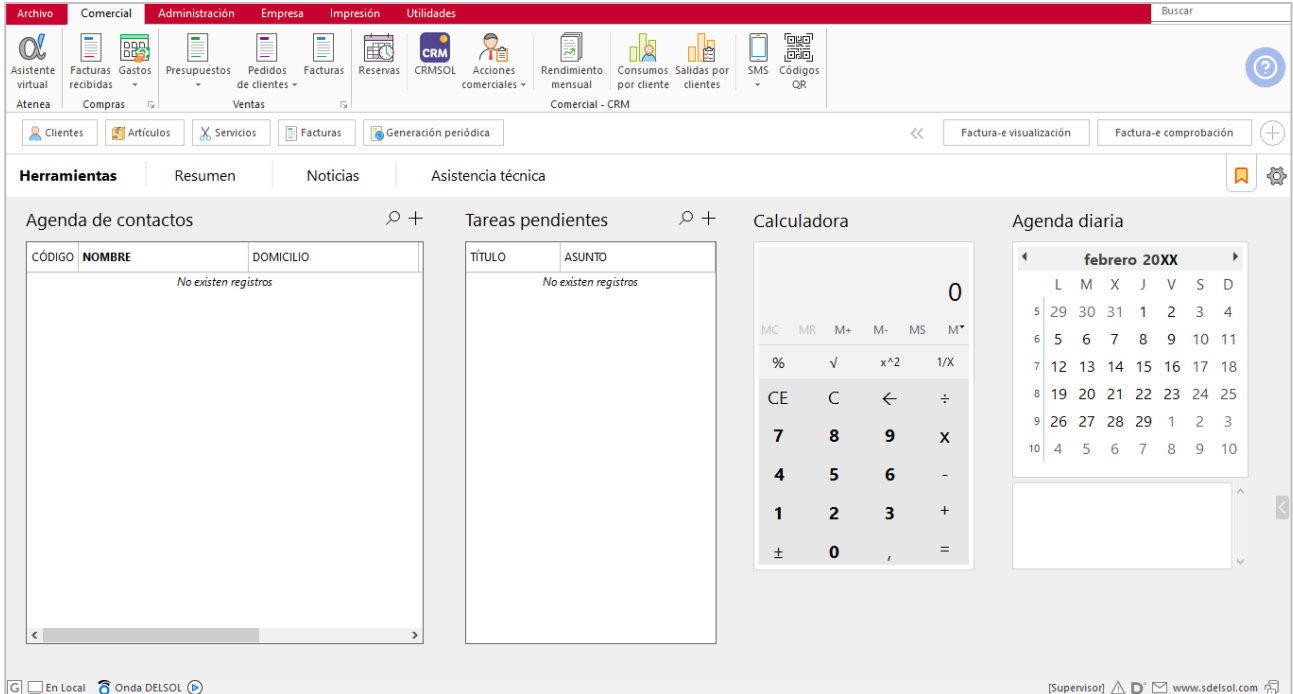 Archivo Comercial Administración Empresa Impresión Utilidades Buscar
CRM
Asistente virtual Facturas recibidas Gastos Presupuestos Pedidos de clientes Facturas Reservas CRMSOL Acciones comerciales Rendimiento mensual Consumos por cliente Salidas por clientes SMS Códigos QR
Atenea Compras Ventas Comercial - CRM
Clientes Artículos Servicios Facturas Generación periódica Factura-e visualización Factura-e comprobación
Herramientas Resumen Noticias Asistencia técnica
Agenda de contactos
CÓDIGO NOMBRE DOMICILIO
No existen registros
Tareas pendientes
TÍTULO ASUNTO
No existen registros
Calculadora
0
MC MR M+ M- MS M
% √ x^2 1/X
CE C ← ÷
7 8 9 x
4 5 6 -
1 2 3 +
± 0 , =
Agenda diaria
febrero 20XX
L M X J V S D
5 29 30 31 1 2 3 4
6 5 6 7 8 9 10 11
7 12 13 14 15 16 17 18
8 19 20 21 22 23 24 25
9 26 27 28 29 1 2 3
10 4 5 6 7 8 9 10
G En Local Onda DELSOL [Supervisor] D www.sdelsol.com